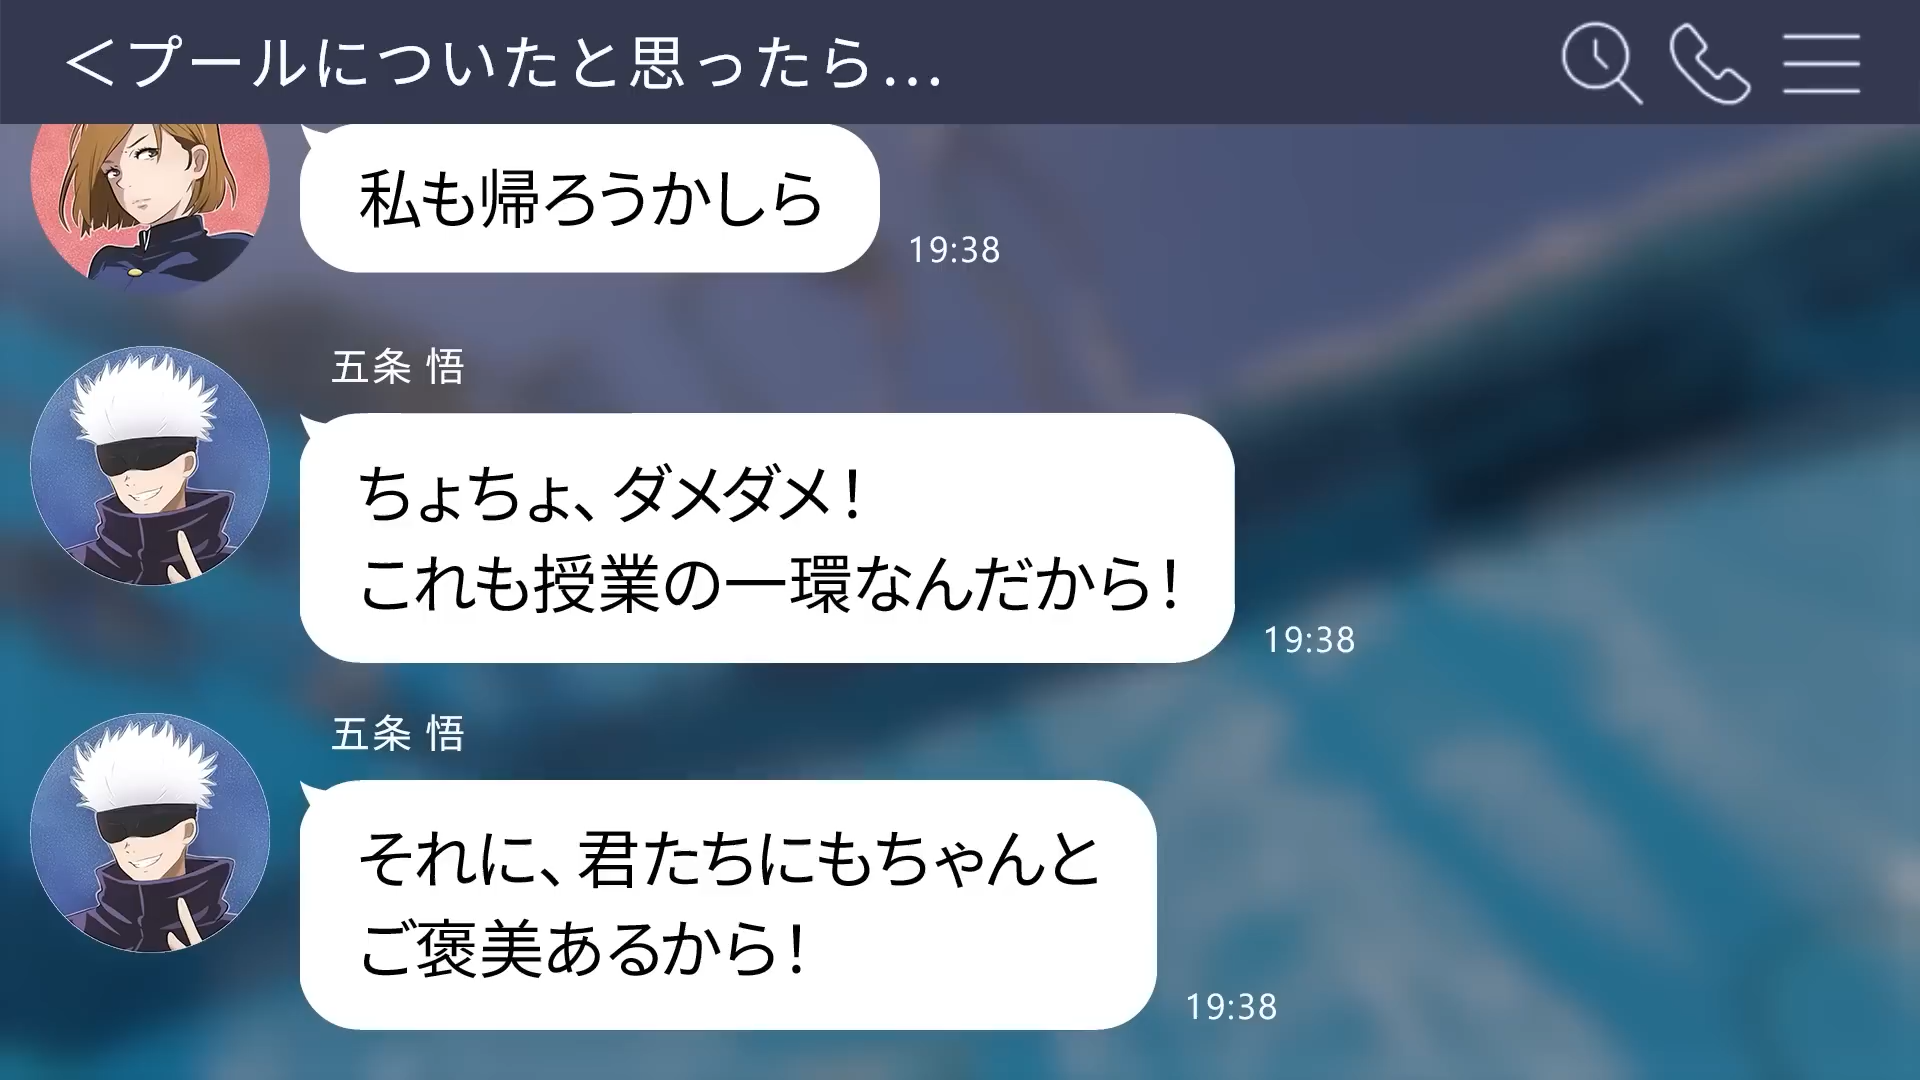 ＜プールについたと思ったら…
私も帰ろうかしら
19:38
五条 悟
ちょちょ、ダメダメ！
これも授業の一環なんだから！
19:38
五条 悟
それに、君たちにもちゃんと
ご褒美あるから！
19:38